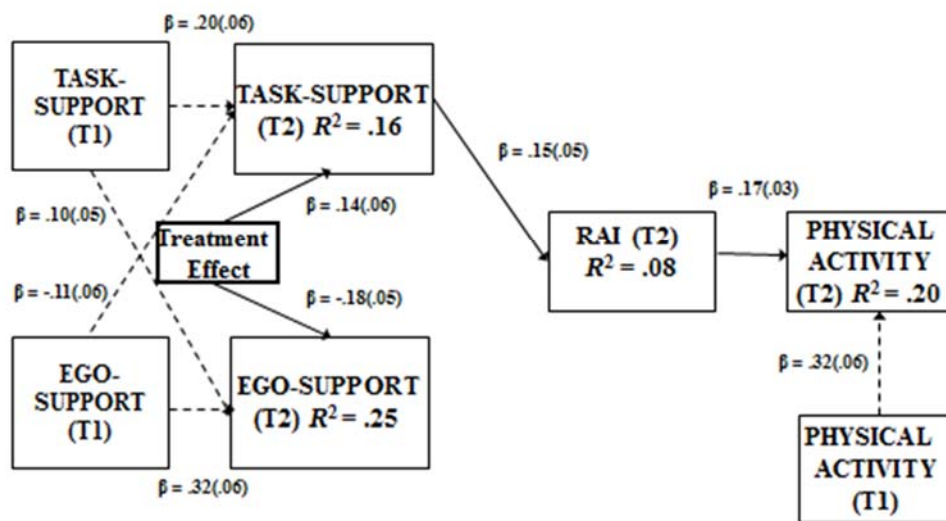 β = .20(.06)
TASK-
SUPPORT
(T1)
TASK-SUPPORT
(T2) R² = .16
β = .15(.05)
β = .10(.05)
β = .14(.06)
Treatment
Effect
β = -.11(.06)
β = -.18(.05)
EGO-
SUPPORT
(T1)
EGO-SUPPORT
(T2) R² = .25
β = .32(.06)
RAI (T2)
R² = .08
β = .17(.03)
PHYSICAL
ACTIVITY
(T2) R² = .20
β = .32(.06)
PHYSICAL
ACTIVITY
(T1)